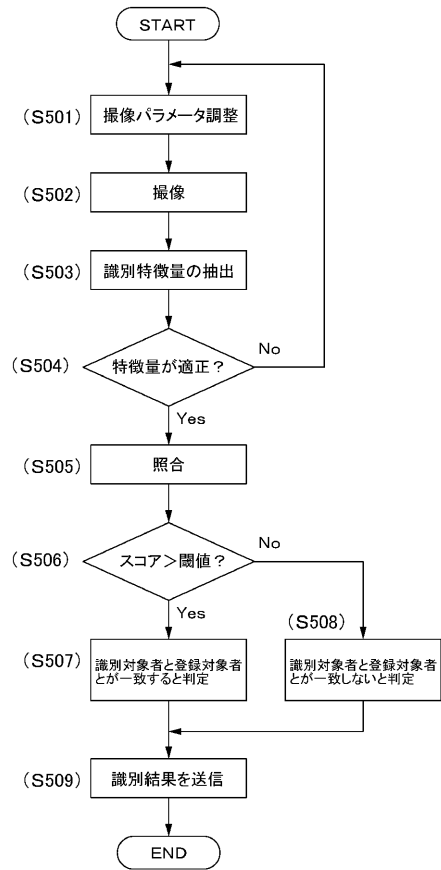 START
(S501)
撮像パラメータ調整
(S502)
撮像
(S503)
識別特徴量の抽出
(S504)
特徴量が適正?
No
Yes
(S505)
照合
(S506)
スコア>閾値?
No
Yes
(S507)
識別対象者と登録対象者
とが一致すると判定
(S508)
識別対象者と登録対象者
とが一致しないと判定
(S509)
識別結果を送信
END